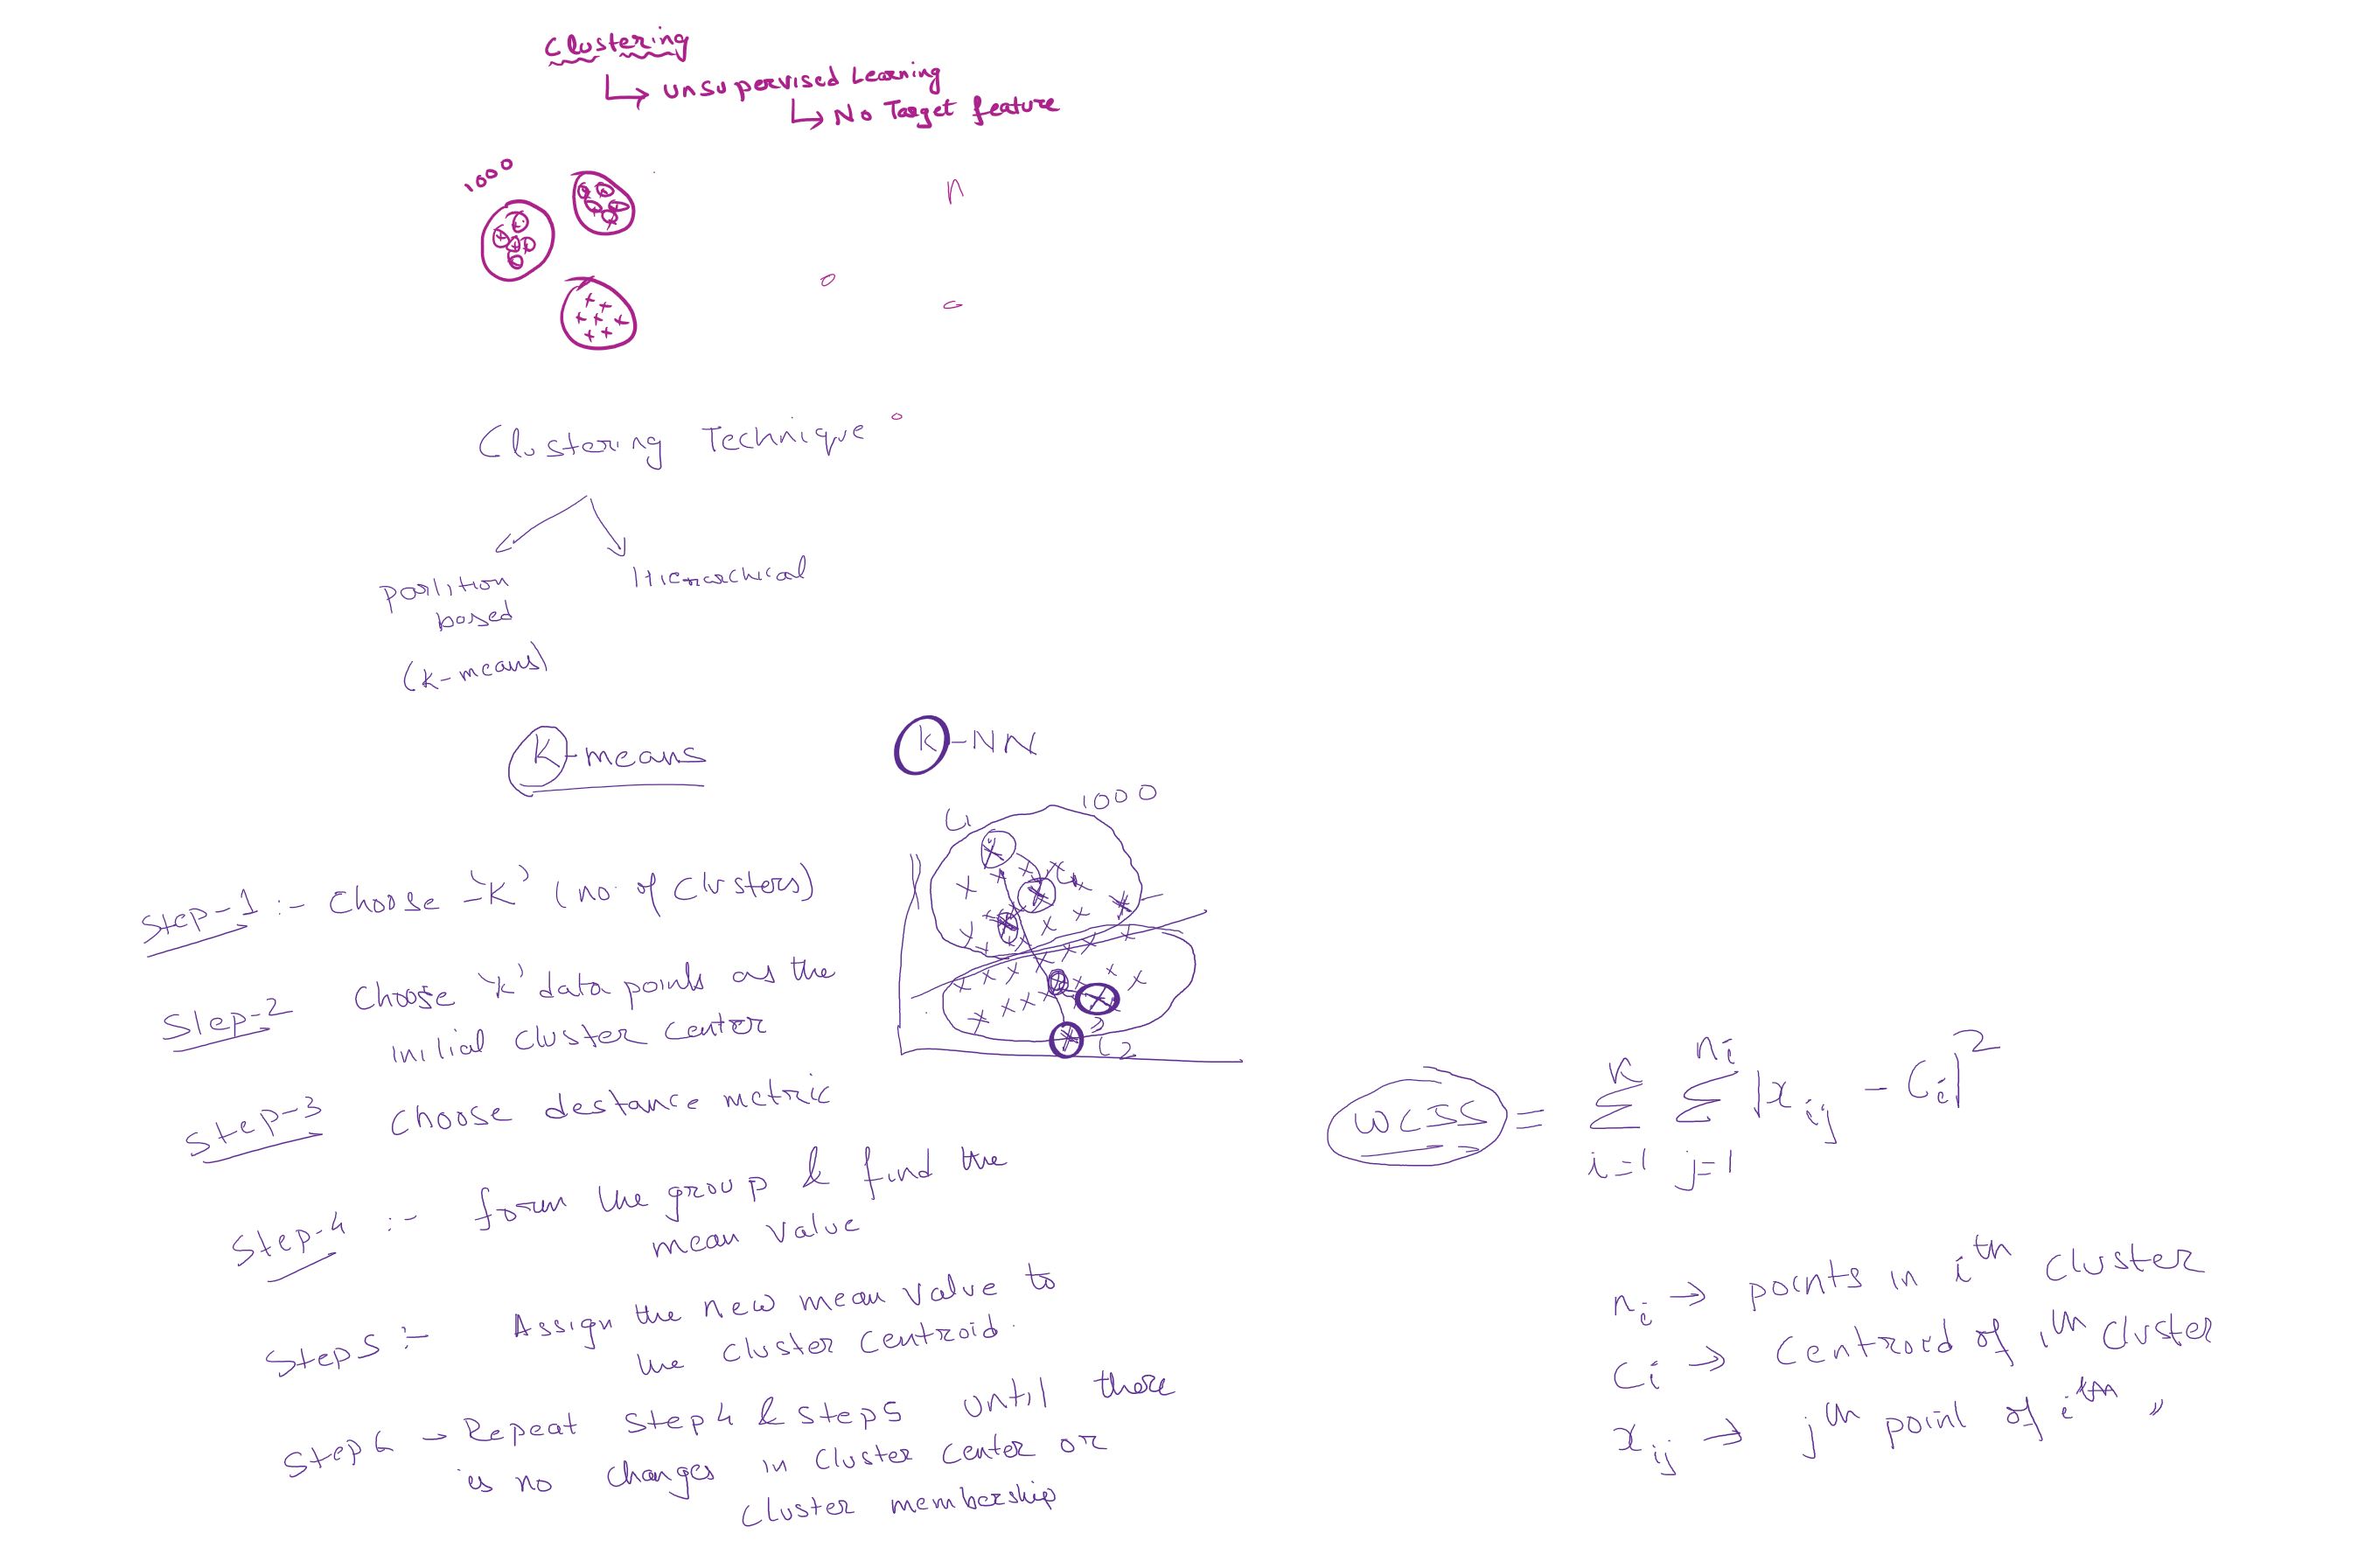 Clustering
↳ Unsupervised Learning
↳ No Target feature
1000
n
Clustering Technique
partition
based
(k-means)
Hierarchical
K-means
K-NN
1000
C1
C2
Step-1 :- Choose 'K' (no. of clusters)
Step-2 Choose 'k' data points as the
initial cluster center
Step-3 Choose destance metric
Step-4 :- form the group & find the
mean value
Step5 :- Assign the new mean value to
the cluster centroid.
Step6 - Repeat step4 & step5 until there
is no changes in cluster center or
cluster membership
WCSS = \sum_{i=1}^{K} \sum_{j=1}^{n_i} |x_{ij} - C_i|^2
n_i → points in i^th cluster
C_i → Centroid of i^th cluster
x_ij → j^th point of i^th "